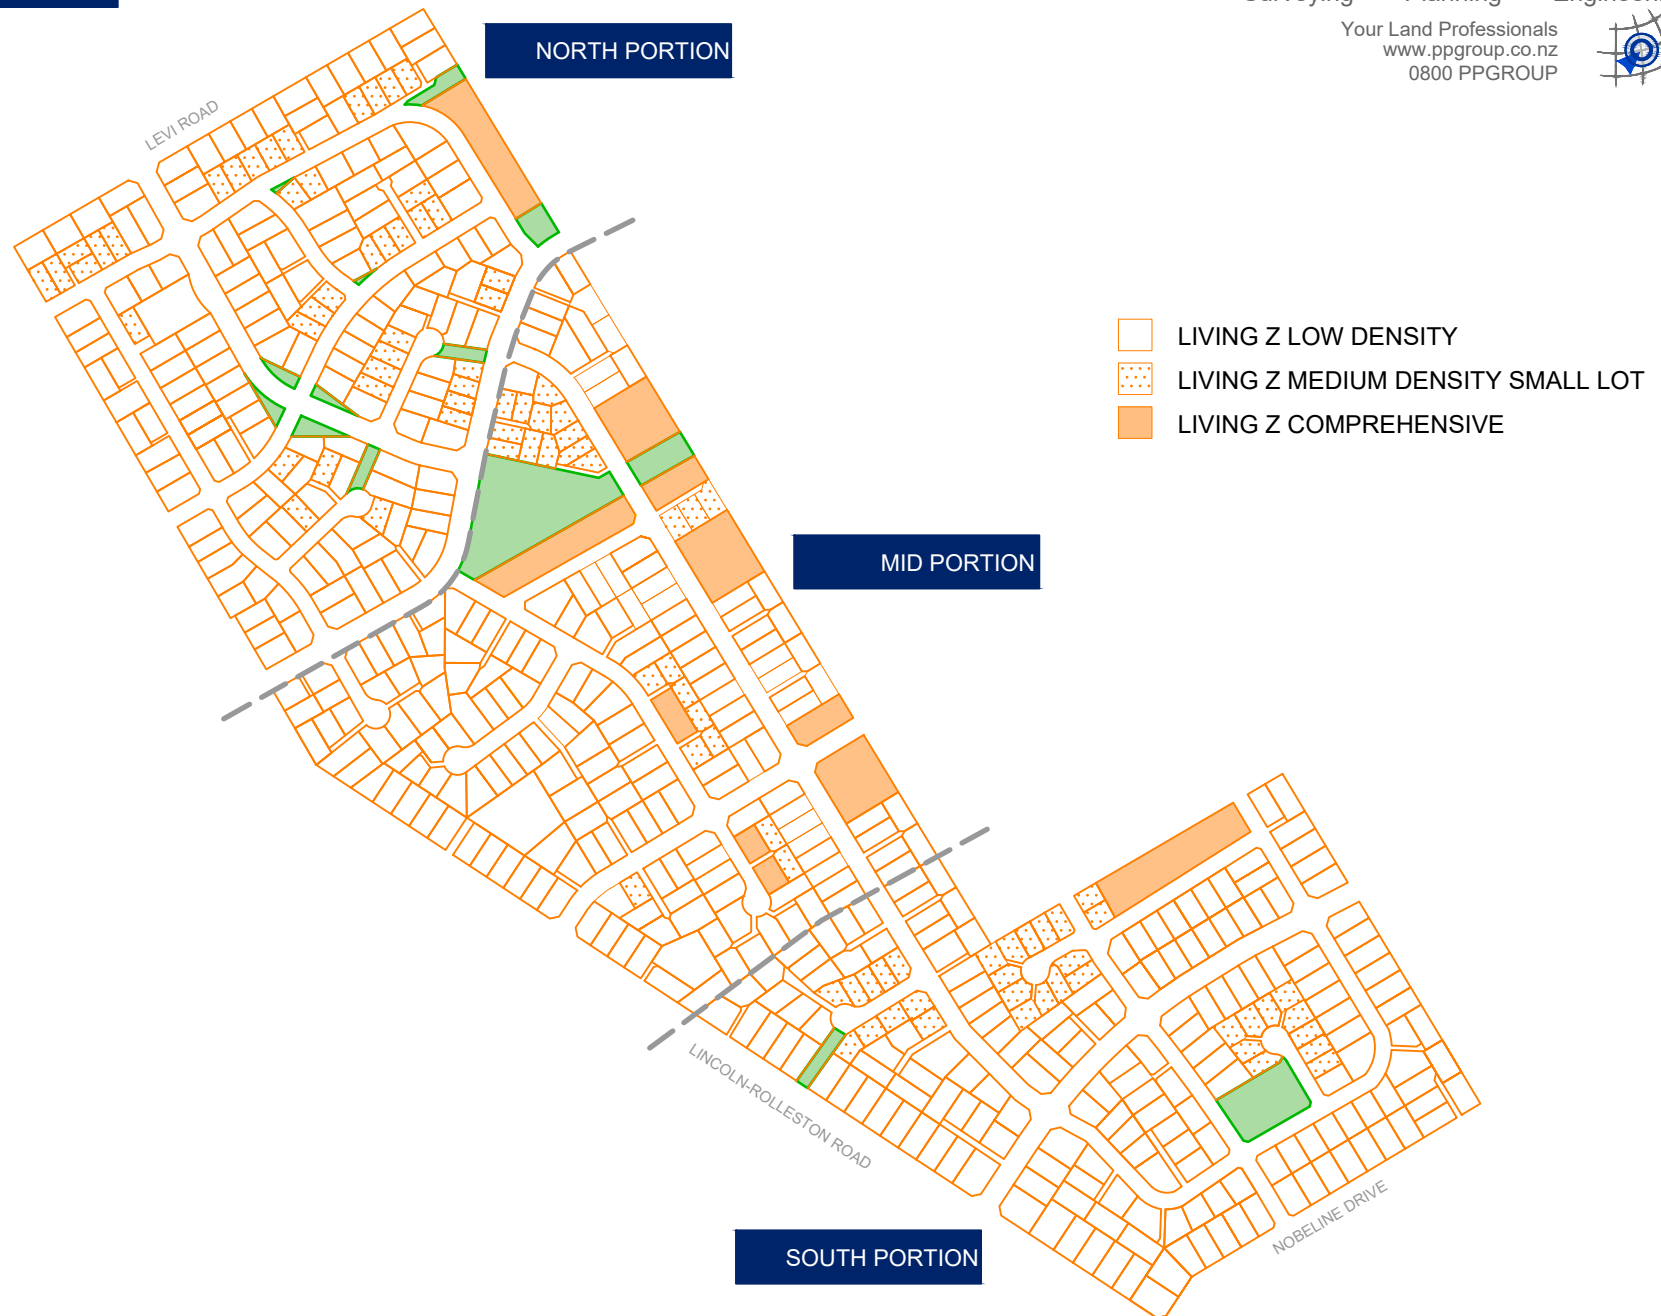 Your Land Professionals
www.ppgroup.co.nz
0800 PPGROUP
NORTH PORTION
LEVI ROAD
LIVING Z LOW DENSITY
LIVING Z MEDIUM DENSITY SMALL LOT
LIVING Z COMPREHENSIVE
MID PORTION
LINCOLN-ROLLESTON ROAD
NOBELINE DRIVE
SOUTH PORTION